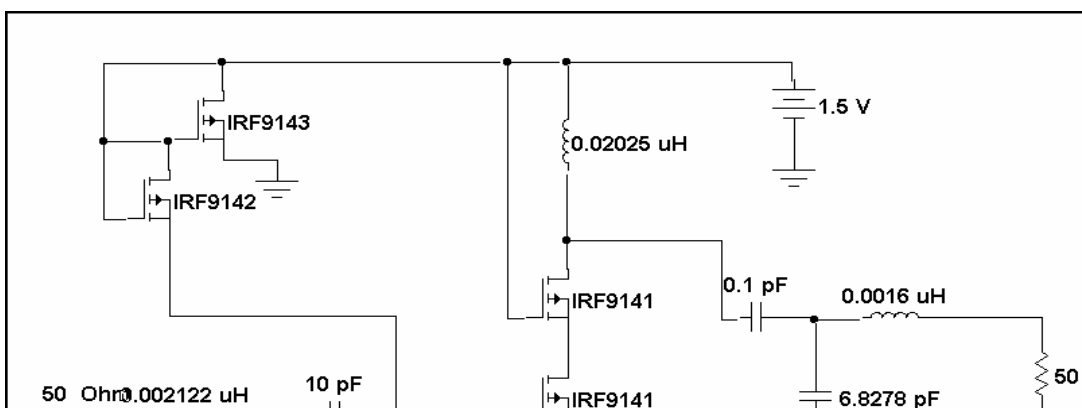 IRF9143
1.5 V
0.02025 uH
IRF9142
IRF9141
0.1 pF
0.0016 uH
50 Ohm
0.002122 uH
10 pF
IRF9141
6.8278 pF
50